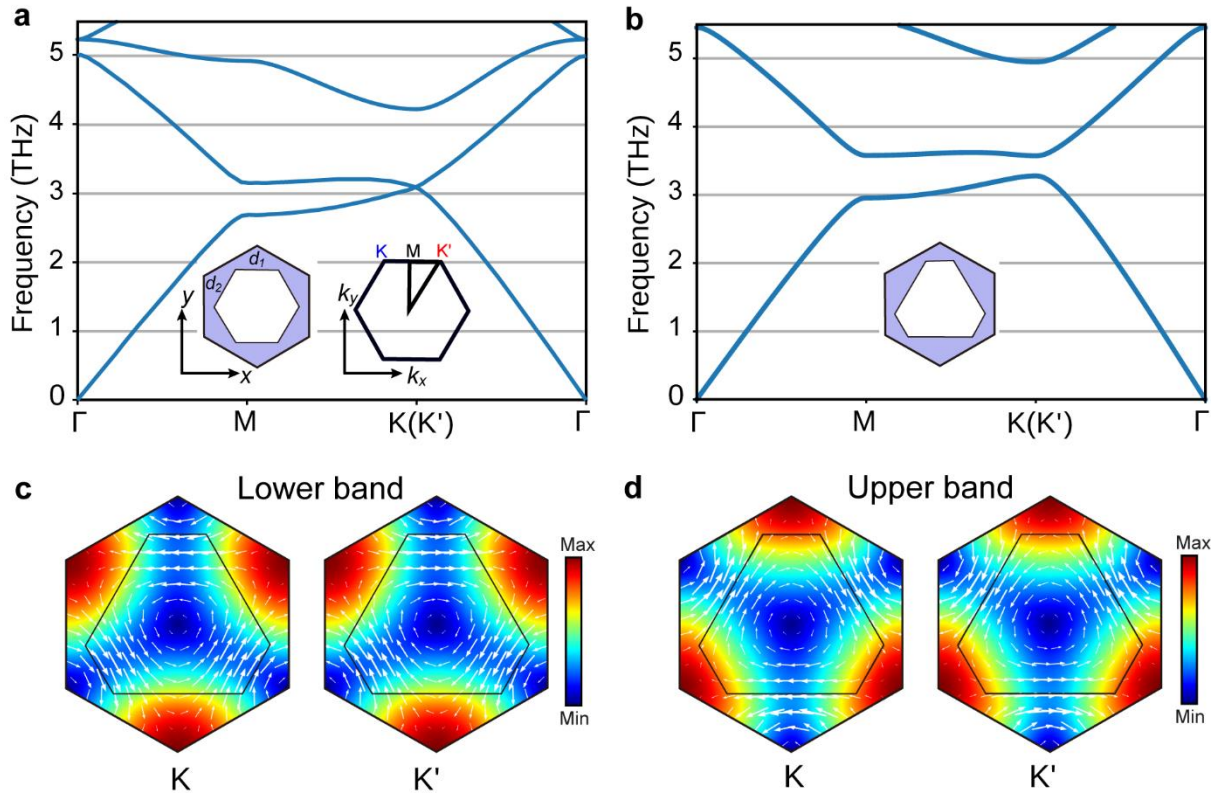 a
Frequency (THz)
5
4
3
2
1
0
d1
d2
y
x
K
M
K'
ky
kx
Γ
M
K(K')
Γ
b
Frequency (THz)
5
4
3
2
1
0
Γ
M
K(K')
Γ
c
Lower band
Max
Min
K
K'
d
Upper band
Max
Min
K
K'